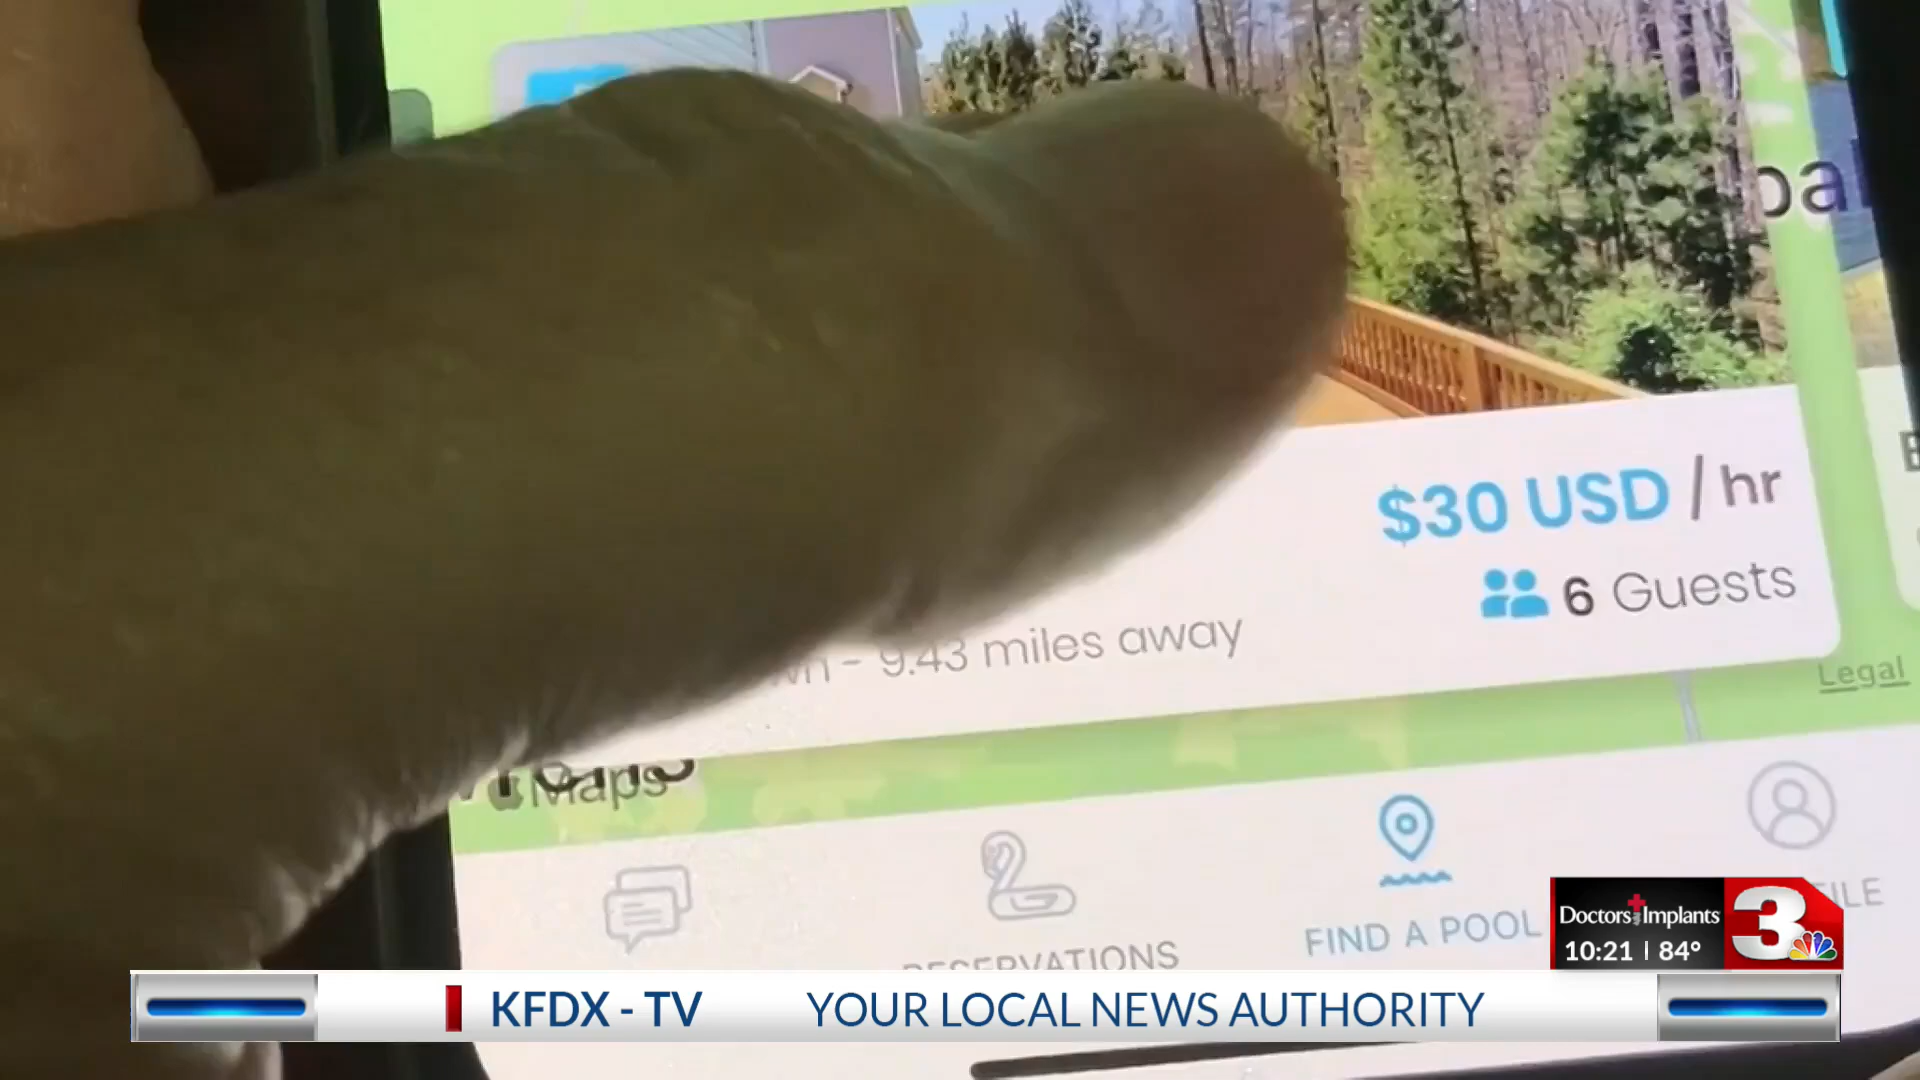 $30 USD / hr
6 Guests
9.43 miles away
Legal
Maps
RESERVATIONS
FIND A POOL
Doctors Implants
10:21 | 84°
3
KFDX - TV YOUR LOCAL NEWS AUTHORITY